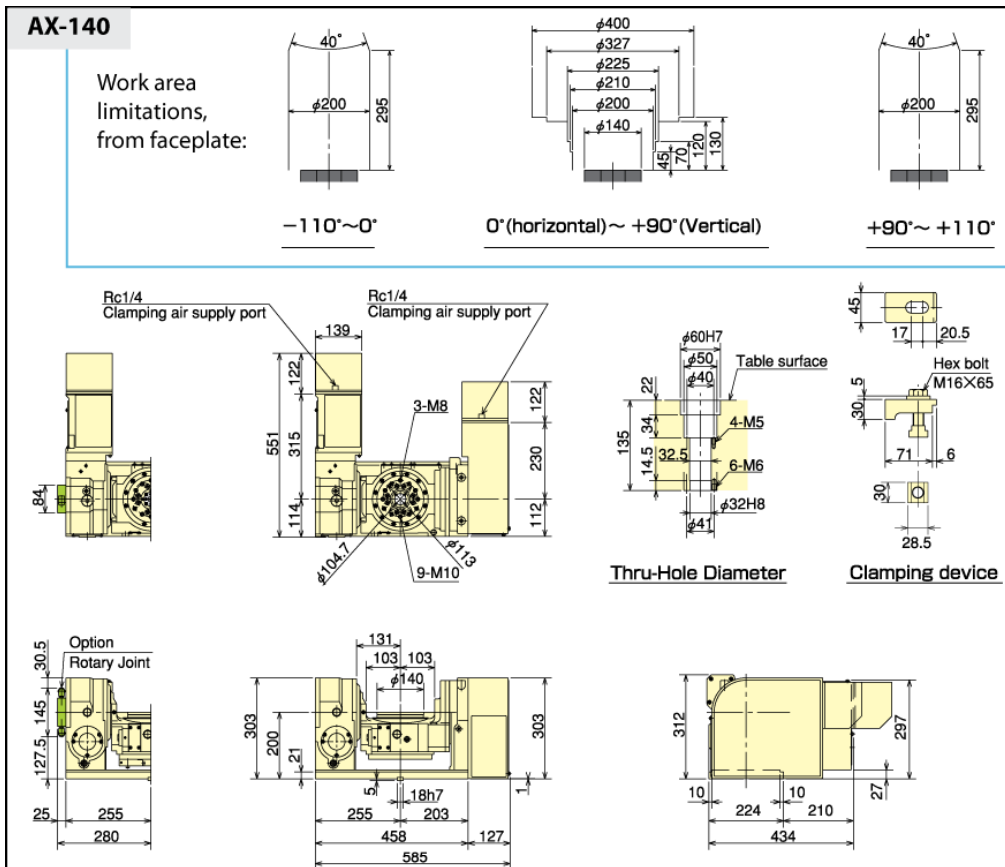 AX-140
Work area
limitations,
from faceplate:
40°
φ200
295
−110°~0°
φ400
φ327
φ225
φ210
φ200
φ140
45
70
120
130
0°(horizontal)~ +90°(Vertical)
40°
φ200
295
+90°~ +110°
Rc1/4
Clamping air supply port
139
122
315
551
114
84
3-M8
φ104.7
9-M10
φ113
Rc1/4
Clamping air supply port
122
230
112
φ60H7
φ50
φ40
Table surface
22
34
135
14.5
32.5
4-M5
6-M6
φ32H8
φ41
Thru-Hole Diameter
45
17
20.5
Hex bolt
M16×65
5
30
71
6
30
28.5
Clamping device
Option
Rotary Joint
30.5
145
127.5
25
255
280
131
103
103
φ140
303
200
21
5
18h7
303
1
255
203
458
127
585
312
297
10
10
27
224
210
434